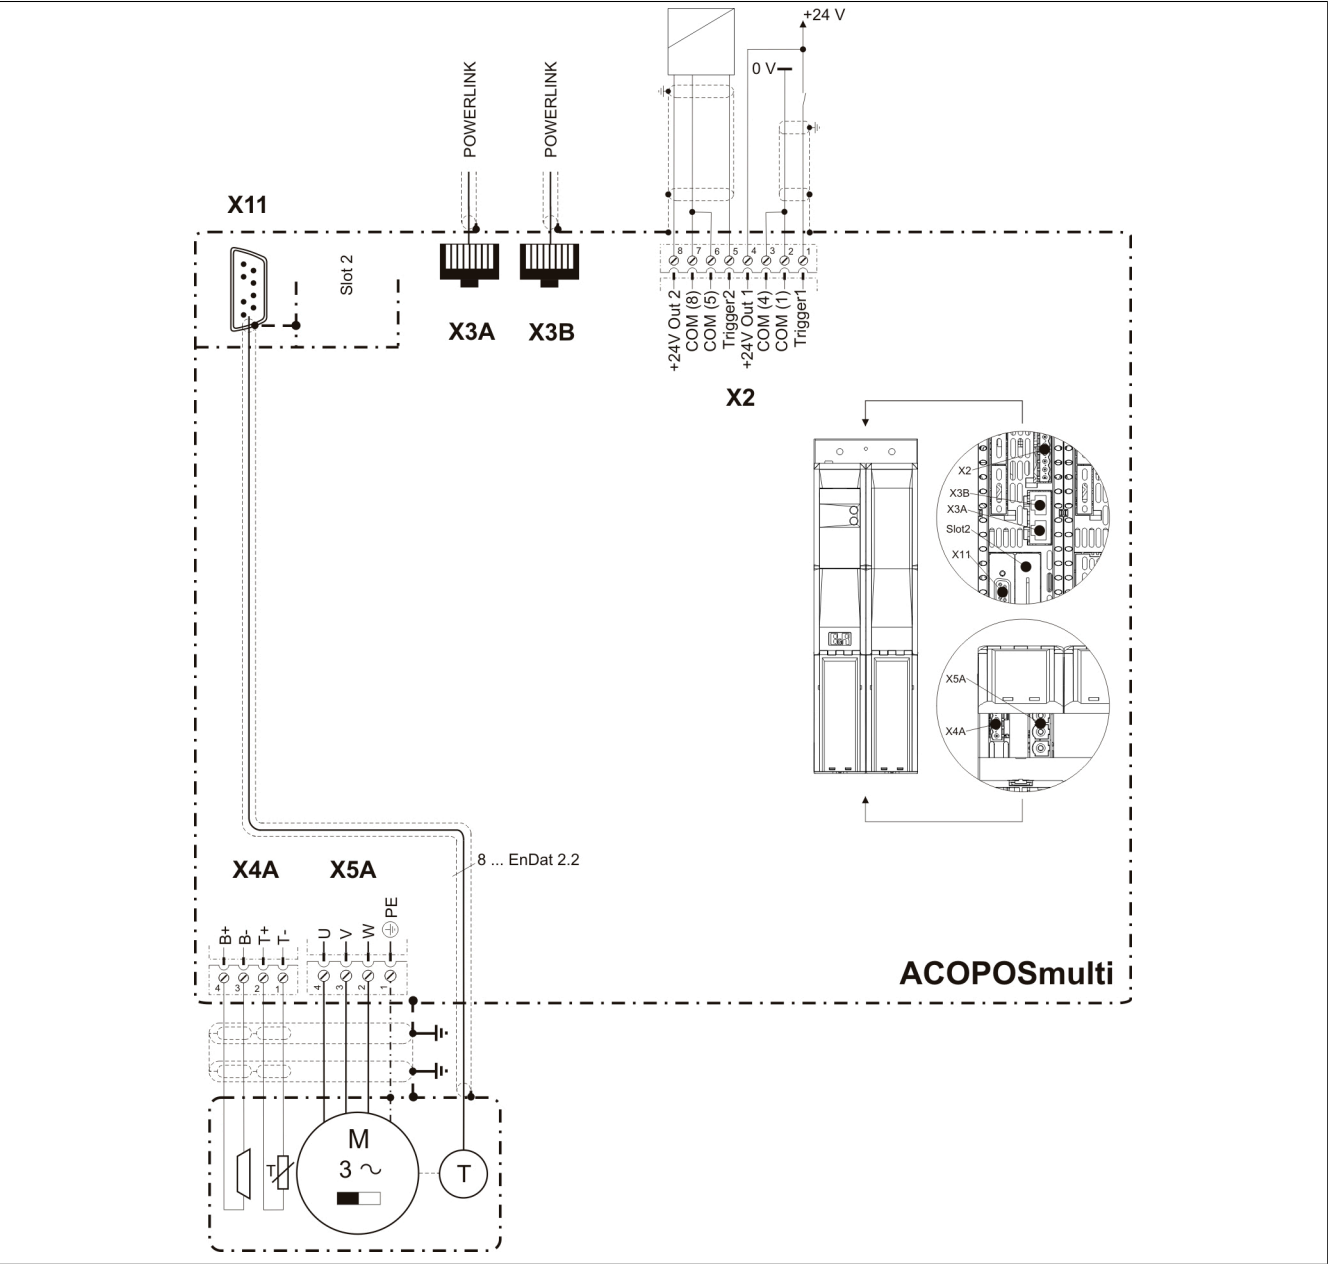 +24 V
0 V
POWERLINK
POWERLINK
X11
Slot 2
8 7 6 5 4 3 2 1
+24V Out 2
COM (8)
COM (5)
Trigger2
+24V Out 1
COM (4)
COM (1)
Trigger1
X3A
X3B
X2
X2
X3B
X3A
Slot2
X11
X5A
X4A
8 ... EnDat 2.2
X4A
X5A
B+
B-
T+
T-
U
V
W
PE
4 3 2 1
4 3 2 1
ACOPOSmulti
M
3 ~
T
T